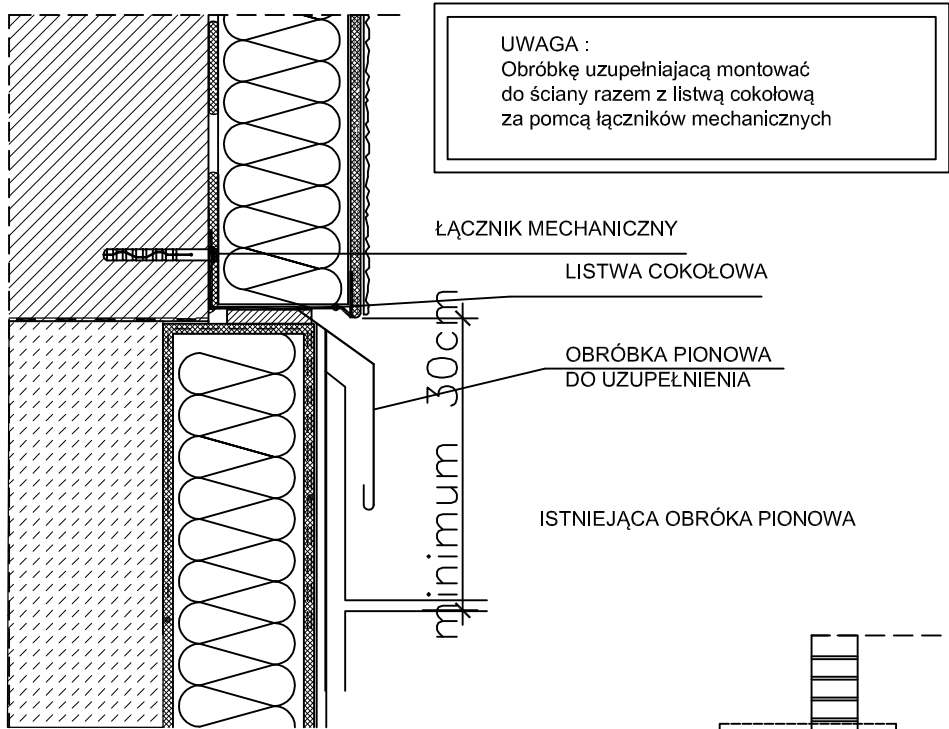 UWAGA :
Obróbkę uzupełniajacą montować
do ściany razem z listwą cokołową
za pomcą łączników mechanicznych
ŁĄCZNIK MECHANICZNY
LISTWA COKOŁOWA
OBRÓBKA PIONOWA
DO UZUPEŁNIENIA
minimum 30cm
ISTNIEJĄCA OBRÓKA PIONOWA